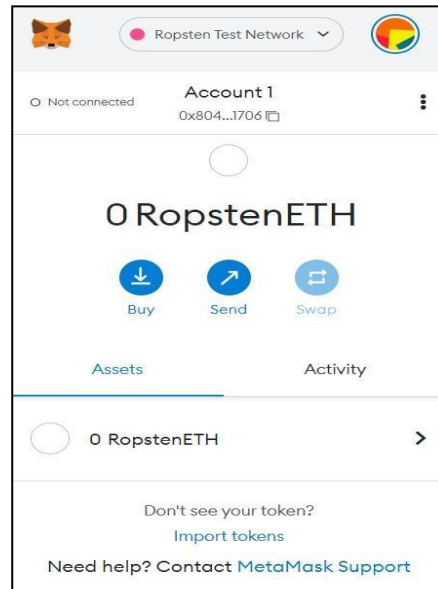 Ropsten Test Network
Not connected
Account 1
0x804...1706
0 RopstenETH
Buy
Send
Swap
Assets
Activity
0 RopstenETH
Don't see your token?
Import tokens
Need help? Contact MetaMask Support